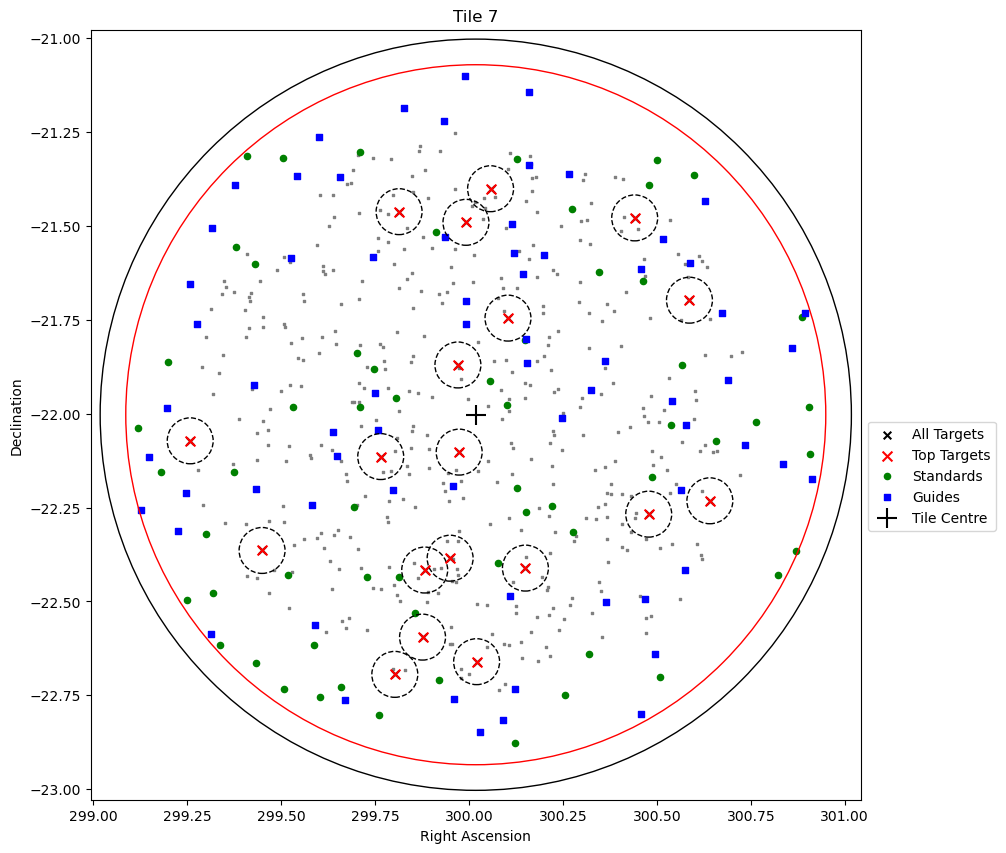 Tile 7
Declination
−21.00
−21.25
−21.50
−21.75
−22.00
−22.25
−22.50
−22.75
−23.00
299.00
299.25
299.50
299.75
300.00
300.25
300.50
300.75
301.00
Right Ascension
All Targets
Top Targets
Standards
Guides
Tile Centre